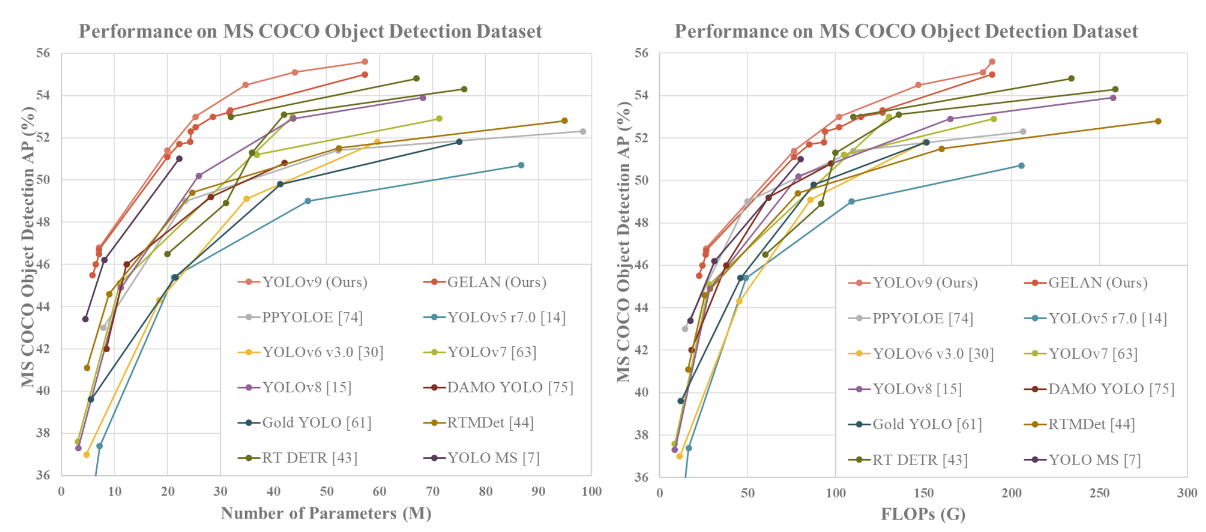 Performance on MS COCO Object Detection Dataset
MS COCO Object Detection AP (%)
56
54
52
50
48
46
44
42
40
38
36
YOLOv9 (Ours)
GELAN (Ours)
PPYOLOE [74]
YOLOv5 r7.0 [14]
YOLOv6 v3.0 [30]
YOLOv7 [63]
YOLOv8 [15]
DAMO YOLO [75]
Gold YOLO [61]
RTMDet [44]
RT DETR [43]
YOLO MS [7]
0 10 20 30 40 50 60 70 80 90 100
Number of Parameters (M)
Performance on MS COCO Object Detection Dataset
MS COCO Object Detection AP (%)
56
54
52
50
48
46
44
42
40
38
36
YOLOv9 (Ours)
GELAN (Ours)
PPYOLOE [74]
YOLOv5 r7.0 [14]
YOLOv6 v3.0 [30]
YOLOv7 [63]
YOLOv8 [15]
DAMO YOLO [75]
Gold YOLO [61]
RTMDet [44]
RT DETR [43]
YOLO MS [7]
0 50 100 150 200 250 300
FLOPs (G)